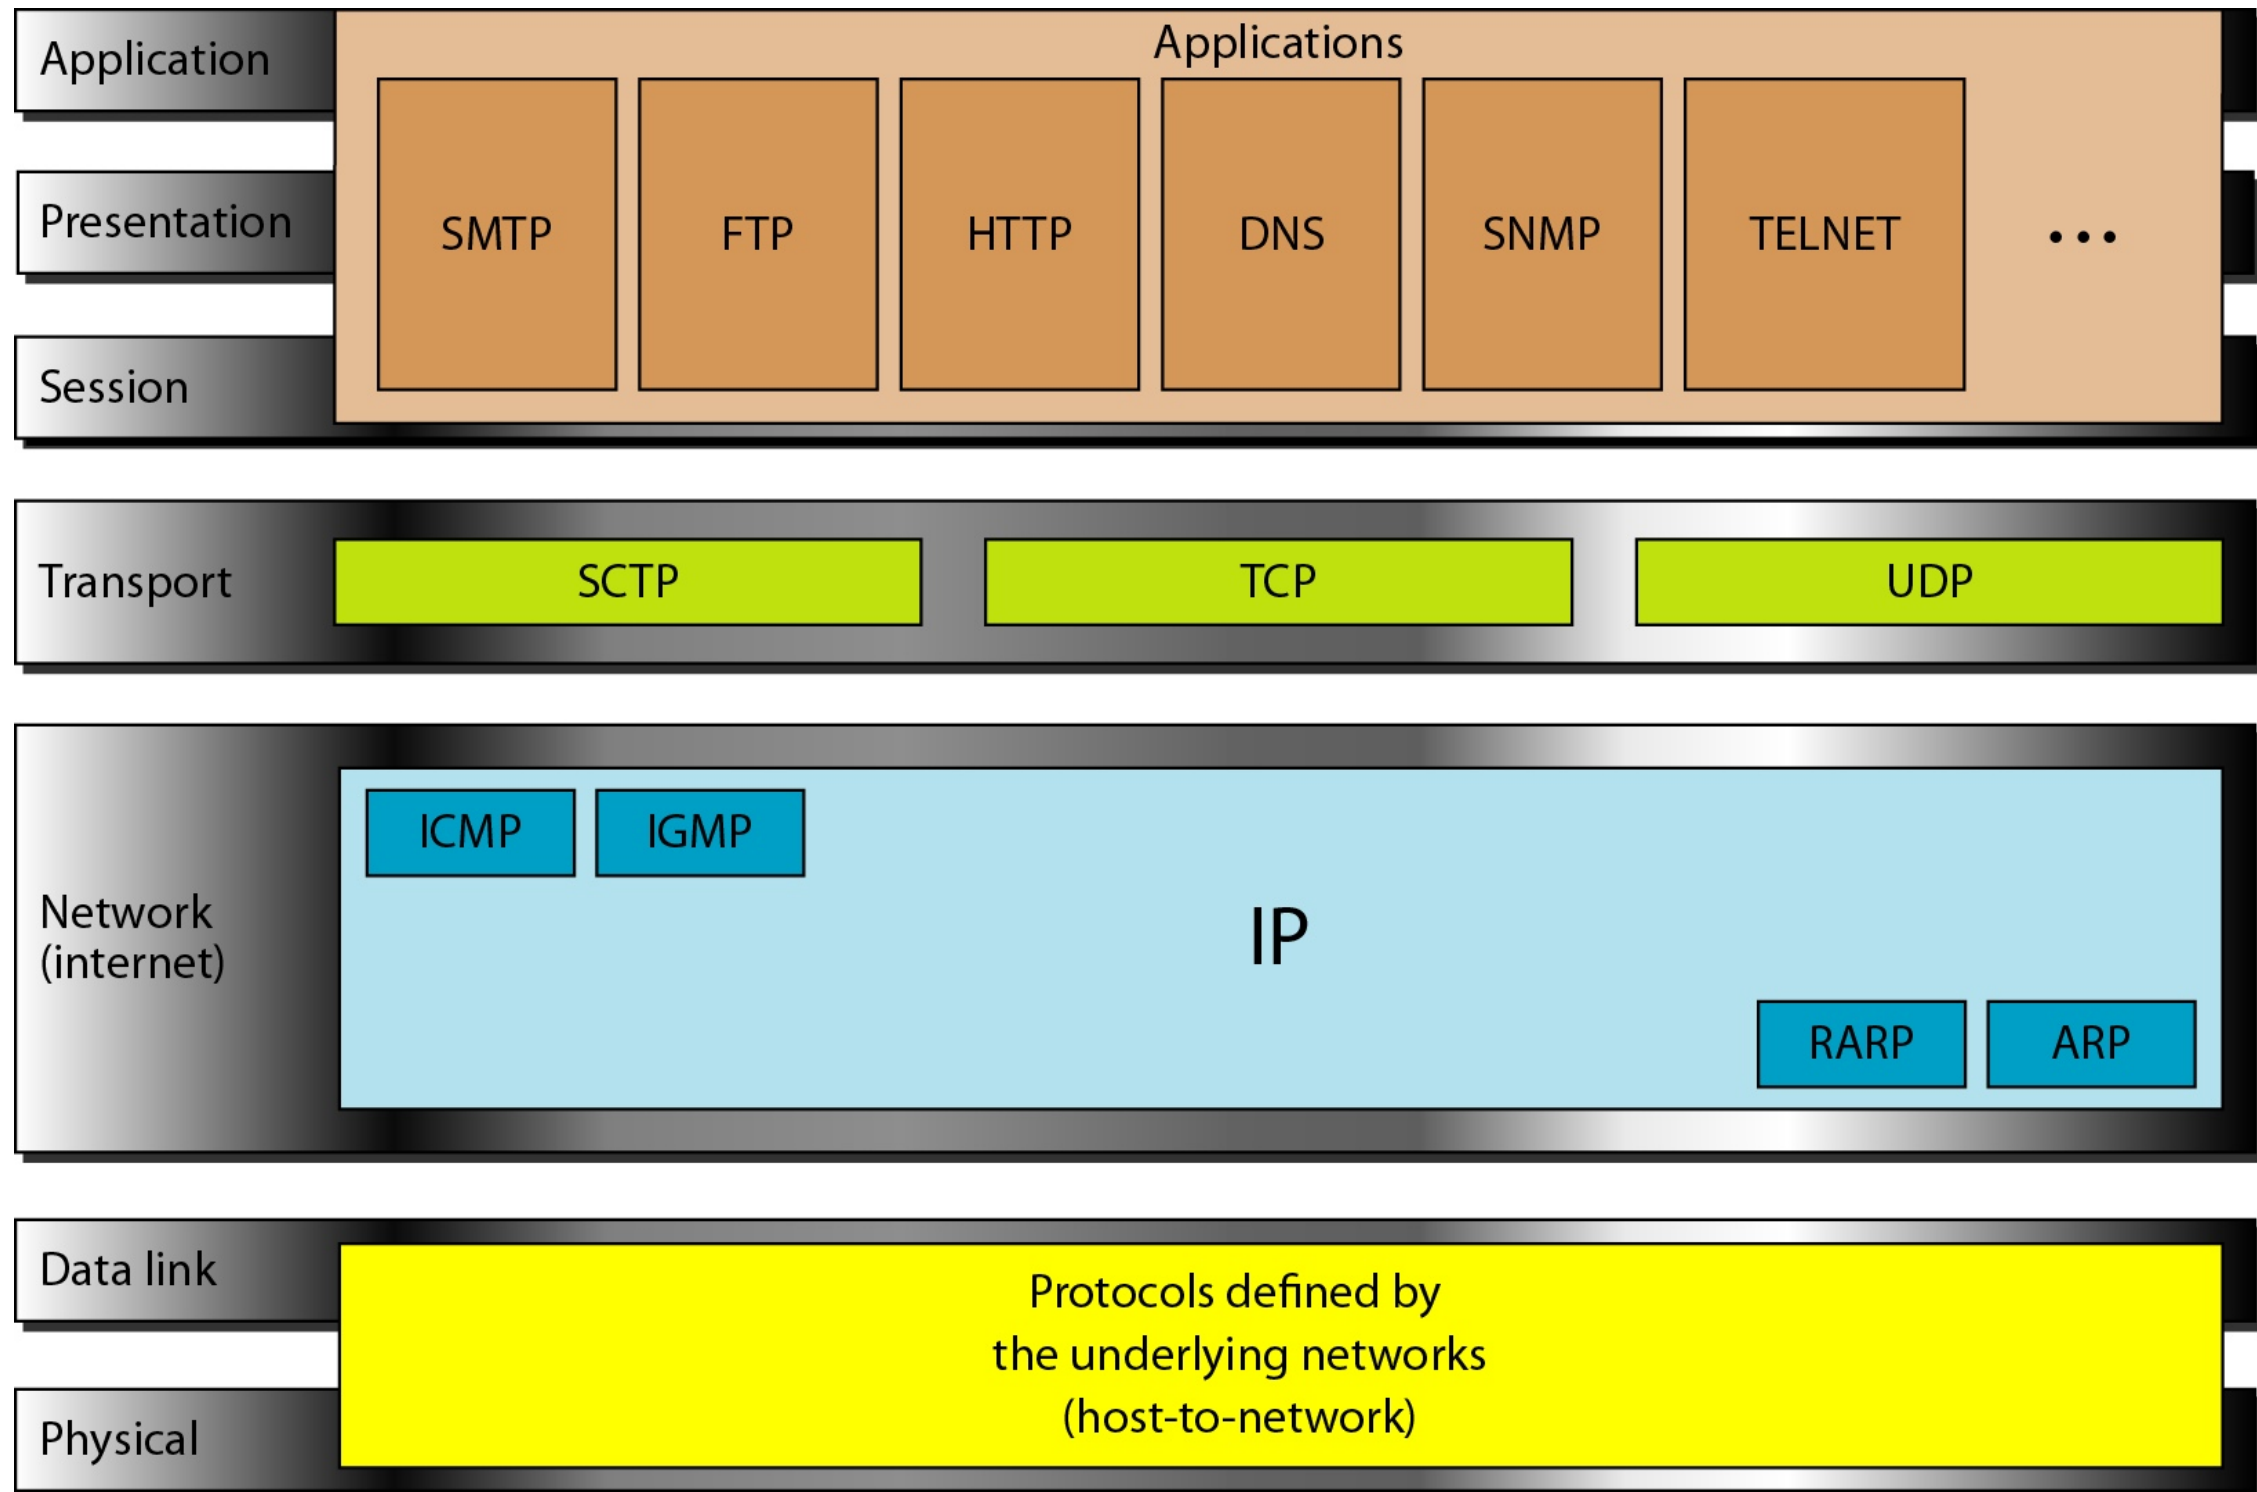 Application
Applications
Presentation
SMTP FTP HTTP DNS SNMP TELNET ...
Session
Transport
SCTP TCP UDP
ICMP IGMP
Network
(internet)
IP
RARP ARP
Data link
Protocols defined by
the underlying networks
(host-to-network)
Physical